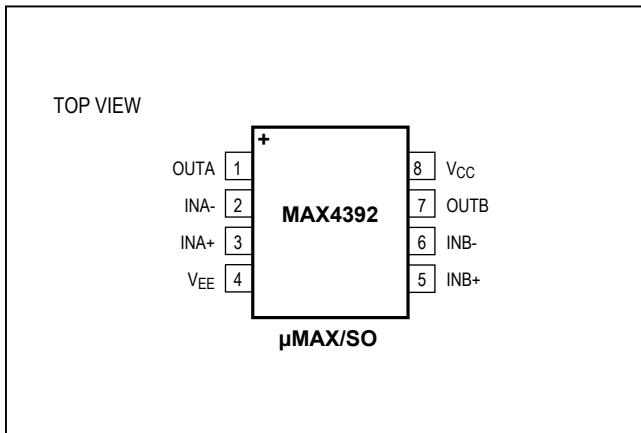 TOP VIEW
+
OUTA 1 8 VCC
INA- 2 MAX4392 7 OUTB
INA+ 3 6 INB-
VEE 4 5 INB+
µMAX/SO